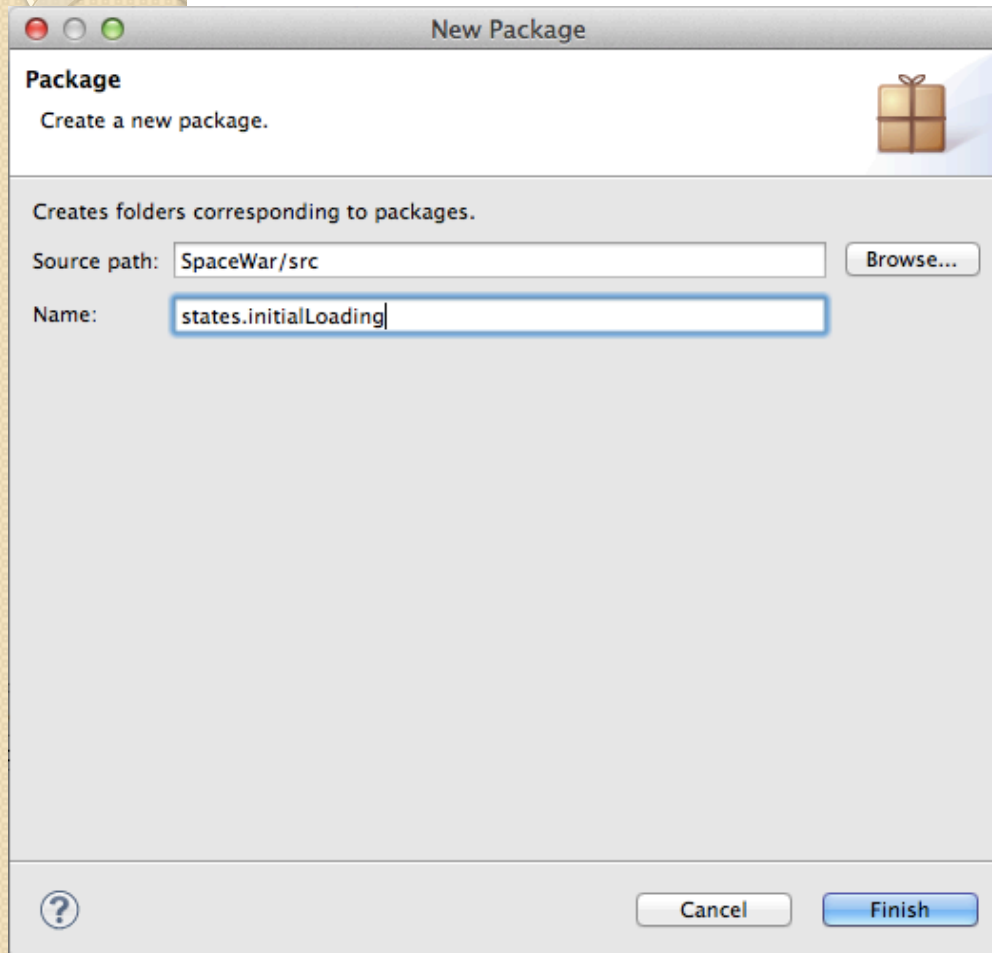 New Package
Package
Create a new package.
Creates folders corresponding to packages.
Source path: SpaceWar/src Browse...
Name: states.initialLoading
? Cancel Finish